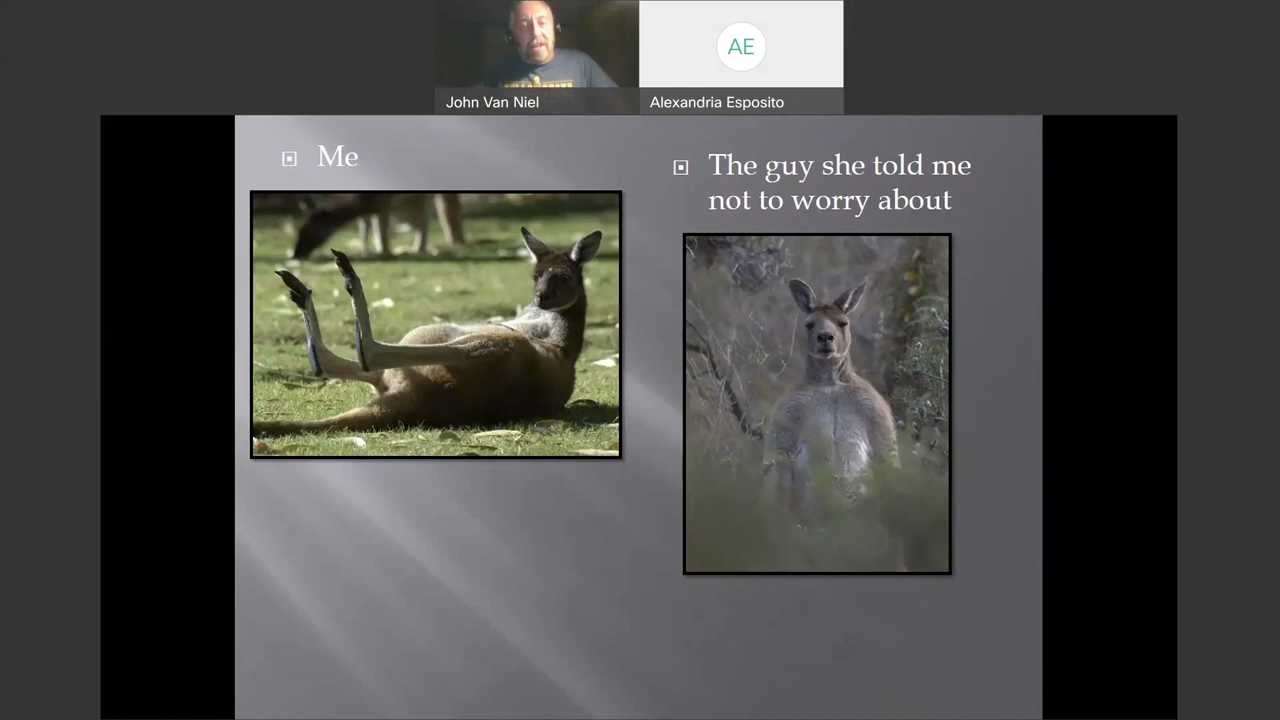 AE
John Van Niel
Alexandria Esposito
Me
The guy she told me
not to worry about